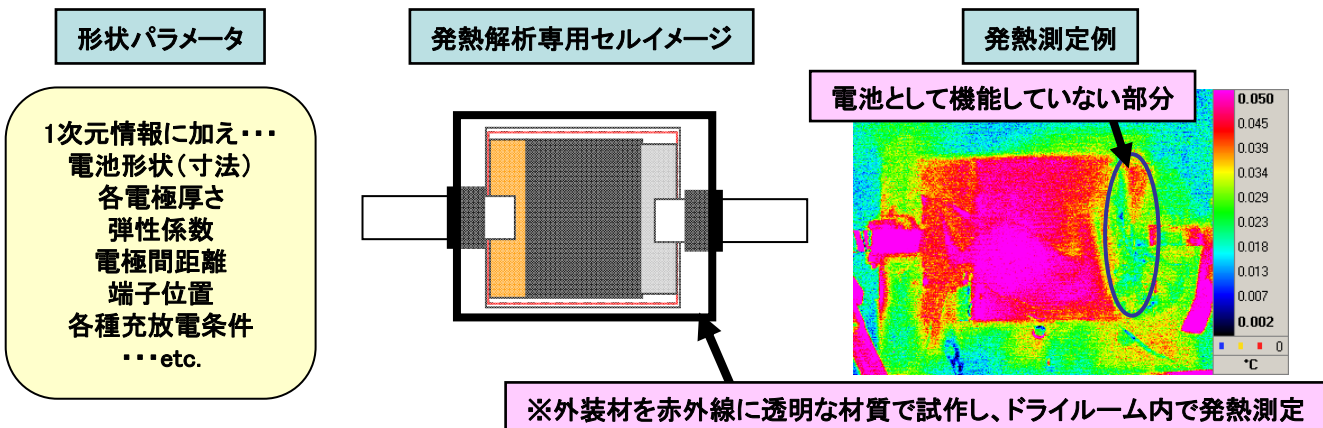 形状パラメータ
発熱解析専用セルイメージ
発熱測定例
1次元情報に加え・・・
電池形状(寸法)
各電極厚さ
弾性係数
電極間距離
端子位置
各種充放電条件
・・・etc.
電池として機能していない部分
0.050
0.045
0.039
0.034
0.029
0.023
0.018
0.013
0.007
0.002
0
°C
※外装材を赤外線に透明な材質で試作し、ドライルーム内で発熱測定